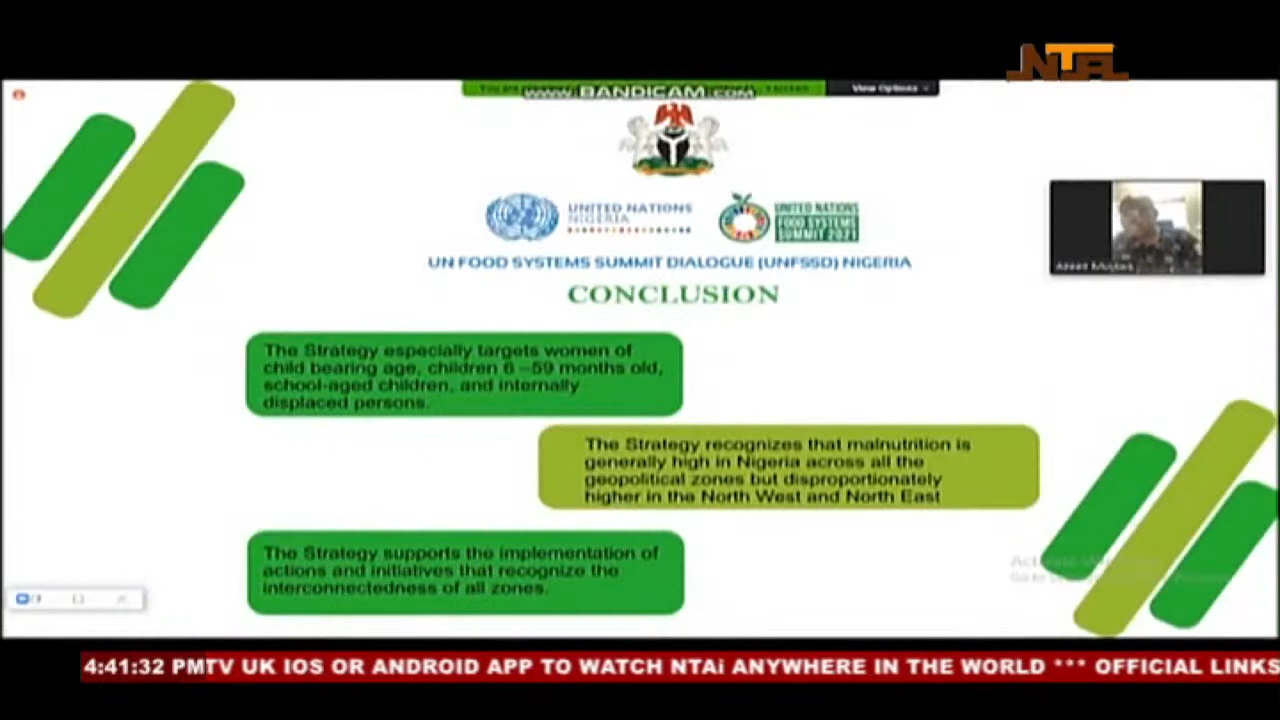 NTA
www.BANDICAM.com
View Options
UNITED NATIONS
NIGERIA
UNITED NATIONS
FOOD SYSTEMS
SUMMIT 2021
UN FOOD SYSTEMS SUMMIT DIALOGUE (UNFSSD) NIGERIA
CONCLUSION
The Strategy especially targets women of
child bearing age, children 6 –59 months old,
school-aged children, and internally
displaced persons.
The Strategy recognizes that malnutrition is
generally high in Nigeria across all the
geopolitical zones but disproportionately
higher in the North West and North East
The Strategy supports the implementation of
actions and initiatives that recognize the
interconnectedness of all zones.
4:41:32 PM TV UK IOS OR ANDROID APP TO WATCH NTAi ANYWHERE IN THE WORLD *** OFFICIAL LINKS